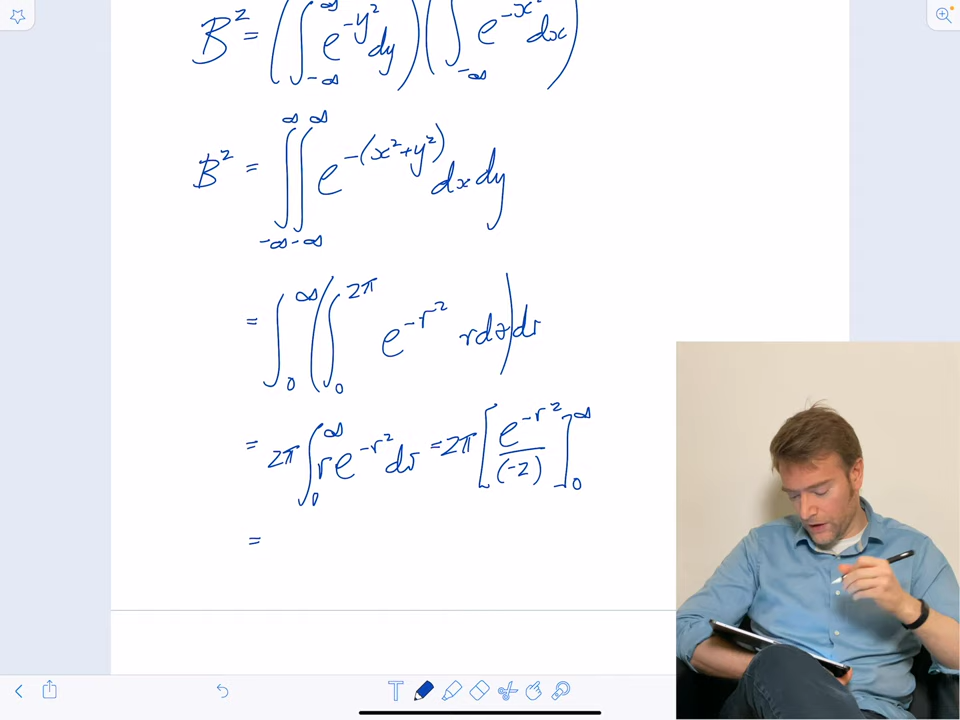 B² = (∫_{-∞}^{∞} e^{-y²} dy)(∫_{-∞} e^{-x²} dx)
B² = ∫_{-∞}^{∞} ∫_{-∞}^{∞} e^{-(x²+y²)} dx dy
= ∫_0^∞ (∫_0^{2π} e^{-r²} r dz) dr
= 2π ∫_0^∞ r e^{-r²} dr = 2π [e^{-r²}/(-2)]_0^∞
=
T